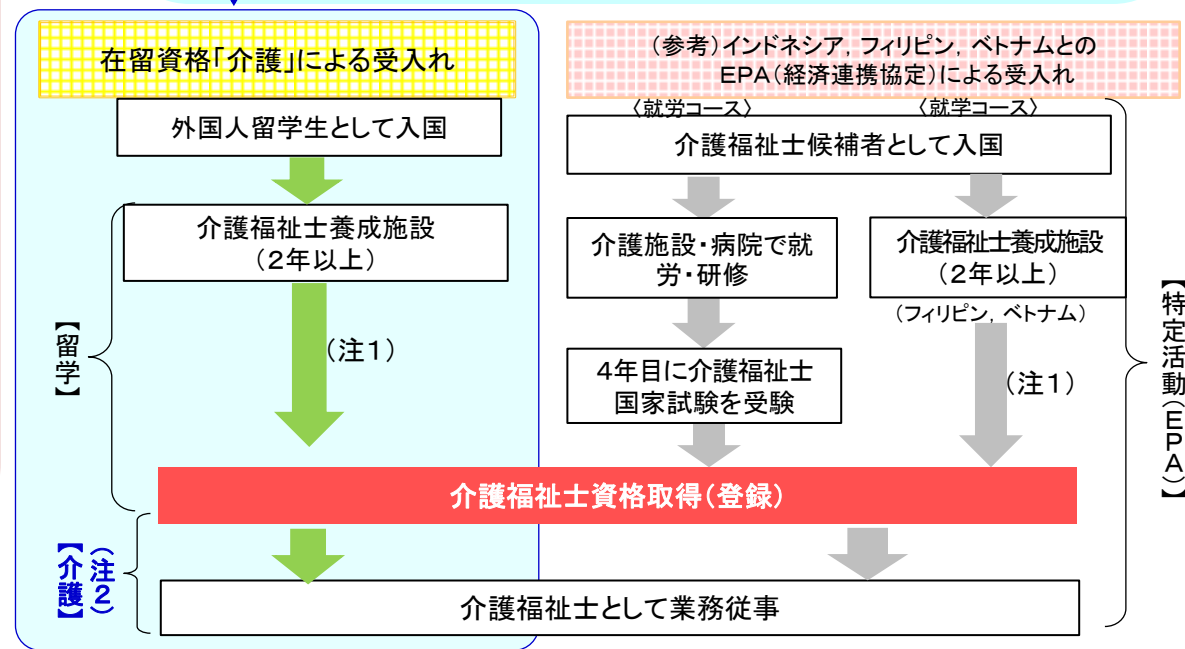 在留資格「介護」による受入れ
外国人留学生として入国
介護福祉士養成施設
(2年以上)
(注1)
【留学】
(参考)インドネシア,フィリピン,ベトナムとの
EPA(経済連携協定)による受入れ
〈就労コース〉
〈就学コース〉
介護福祉士候補者として入国
介護施設・病院で就
労・研修
4年目に介護福祉士
国家試験を受験
介護福祉士養成施設
(2年以上)
(フィリピン,ベトナム)
(注1)
【特定活動(EPA)】
介護福祉士資格取得(登録)
(注2)
【介護】
介護福祉士として業務従事